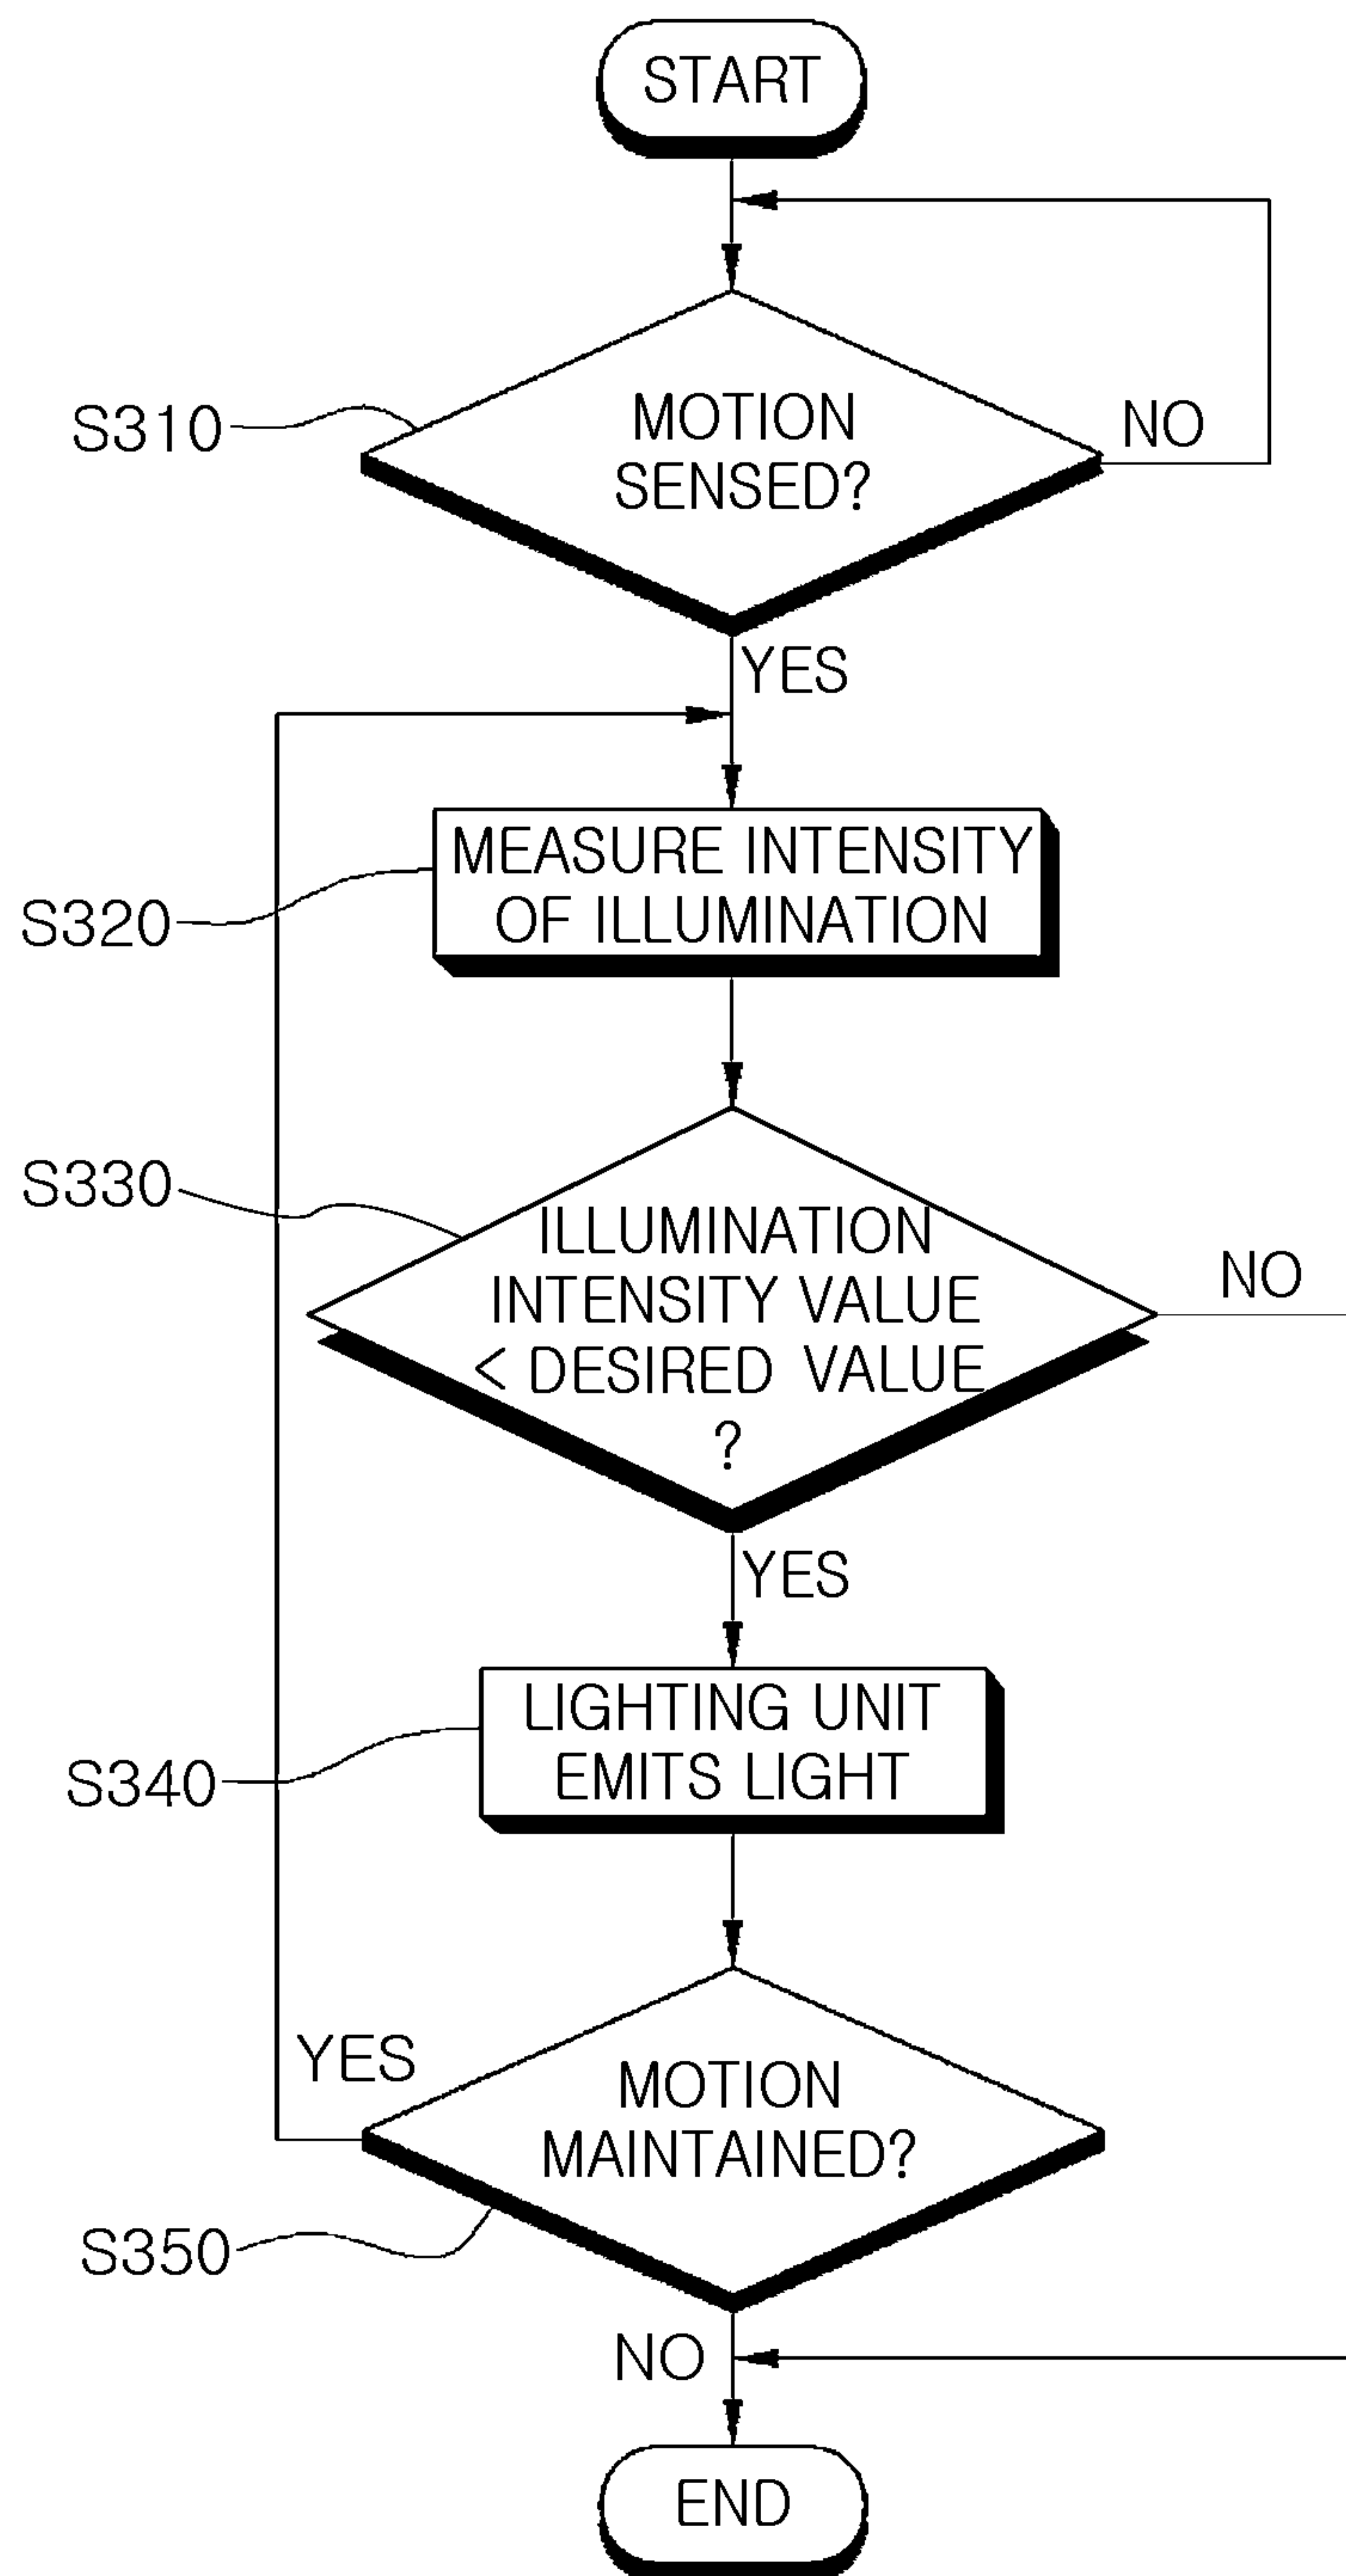 START
S310
MOTION
SENSED?
NO
YES
S320
MEASURE INTENSITY
OF ILLUMINATION
S330
ILLUMINATION
INTENSITY VALUE
< DESIRED VALUE
?
NO
YES
S340
LIGHTING UNIT
EMITS LIGHT
YES
MOTION
MAINTAINED?
S350
NO
END